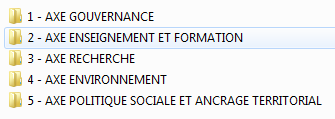 1 - AXE GOUVERNANCE
2 - AXE ENSEIGNEMENT ET FORMATION
3 - AXE RECHERCHE
4 - AXE ENVIRONNEMENT
5 - AXE POLITIQUE SOCIALE ET ANCRAGE TERRITORIAL